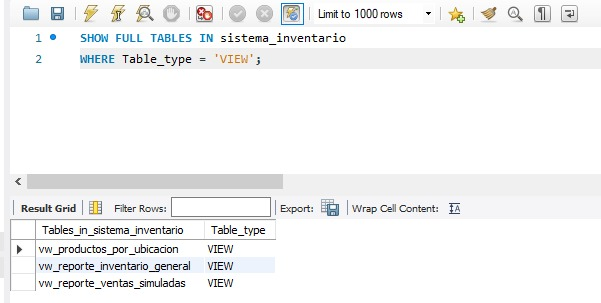 Limit to 1000 rows
1 SHOW FULL TABLES IN sistema_inventario
2 WHERE Table_type = 'VIEW';
Result Grid Filter Rows: Export: Wrap Cell Content:
Tables_in_sistema_inventario Table_type
vw_productos_por_ubicacion VIEW
vw_reporte_inventario_general VIEW
vw_reporte_ventas_simuladas VIEW